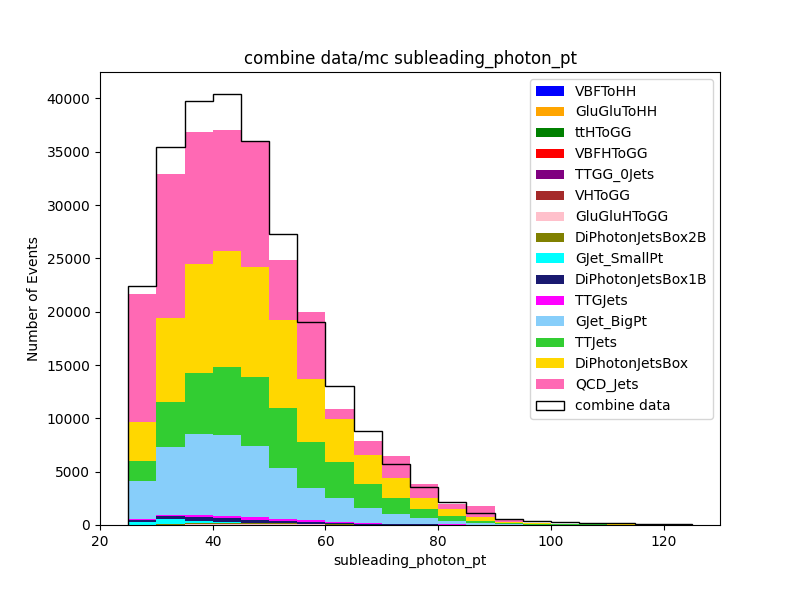 combine data/mc subleading_photon_pt
Number of Events
40000
35000
30000
25000
20000
15000
10000
5000
0
20
40
60
80
100
120
subleading_photon_pt
VBFToHH
GluGluToHH
ttHToGG
VBFHToGG
TTGG_0Jets
VHToGG
GluGluHToGG
DiPhotonJetsBox2B
GJet_SmallPt
DiPhotonJetsBox1B
TTGJets
GJet_BigPt
TTJets
DiPhotonJetsBox
QCD_Jets
combine data